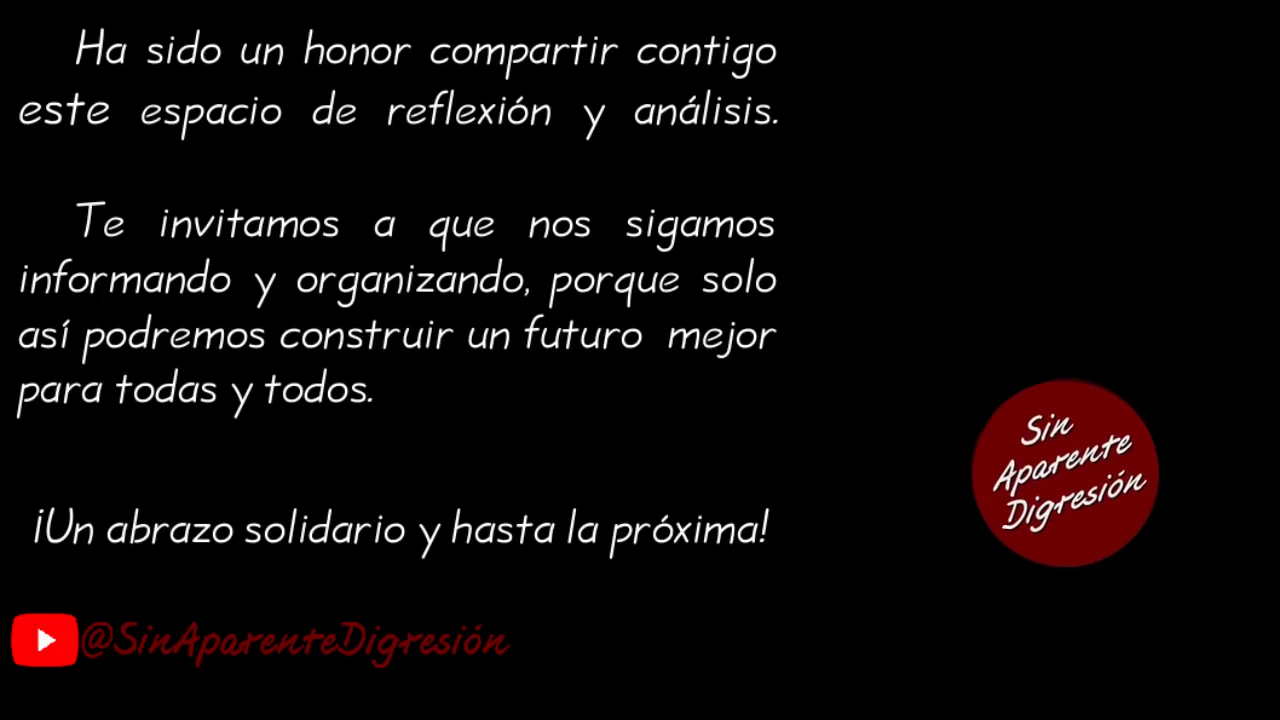 Ha sido un honor compartir contigo
este espacio de reflexión y análisis.
Te invitamos a que nos sigamos
informando y organizando, porque solo
así podremos construir un futuro mejor
para todas y todos.
¡Un abrazo solidario y hasta la próxima!
Sin
Aparente
Digresión
@SinAparenteDigresión